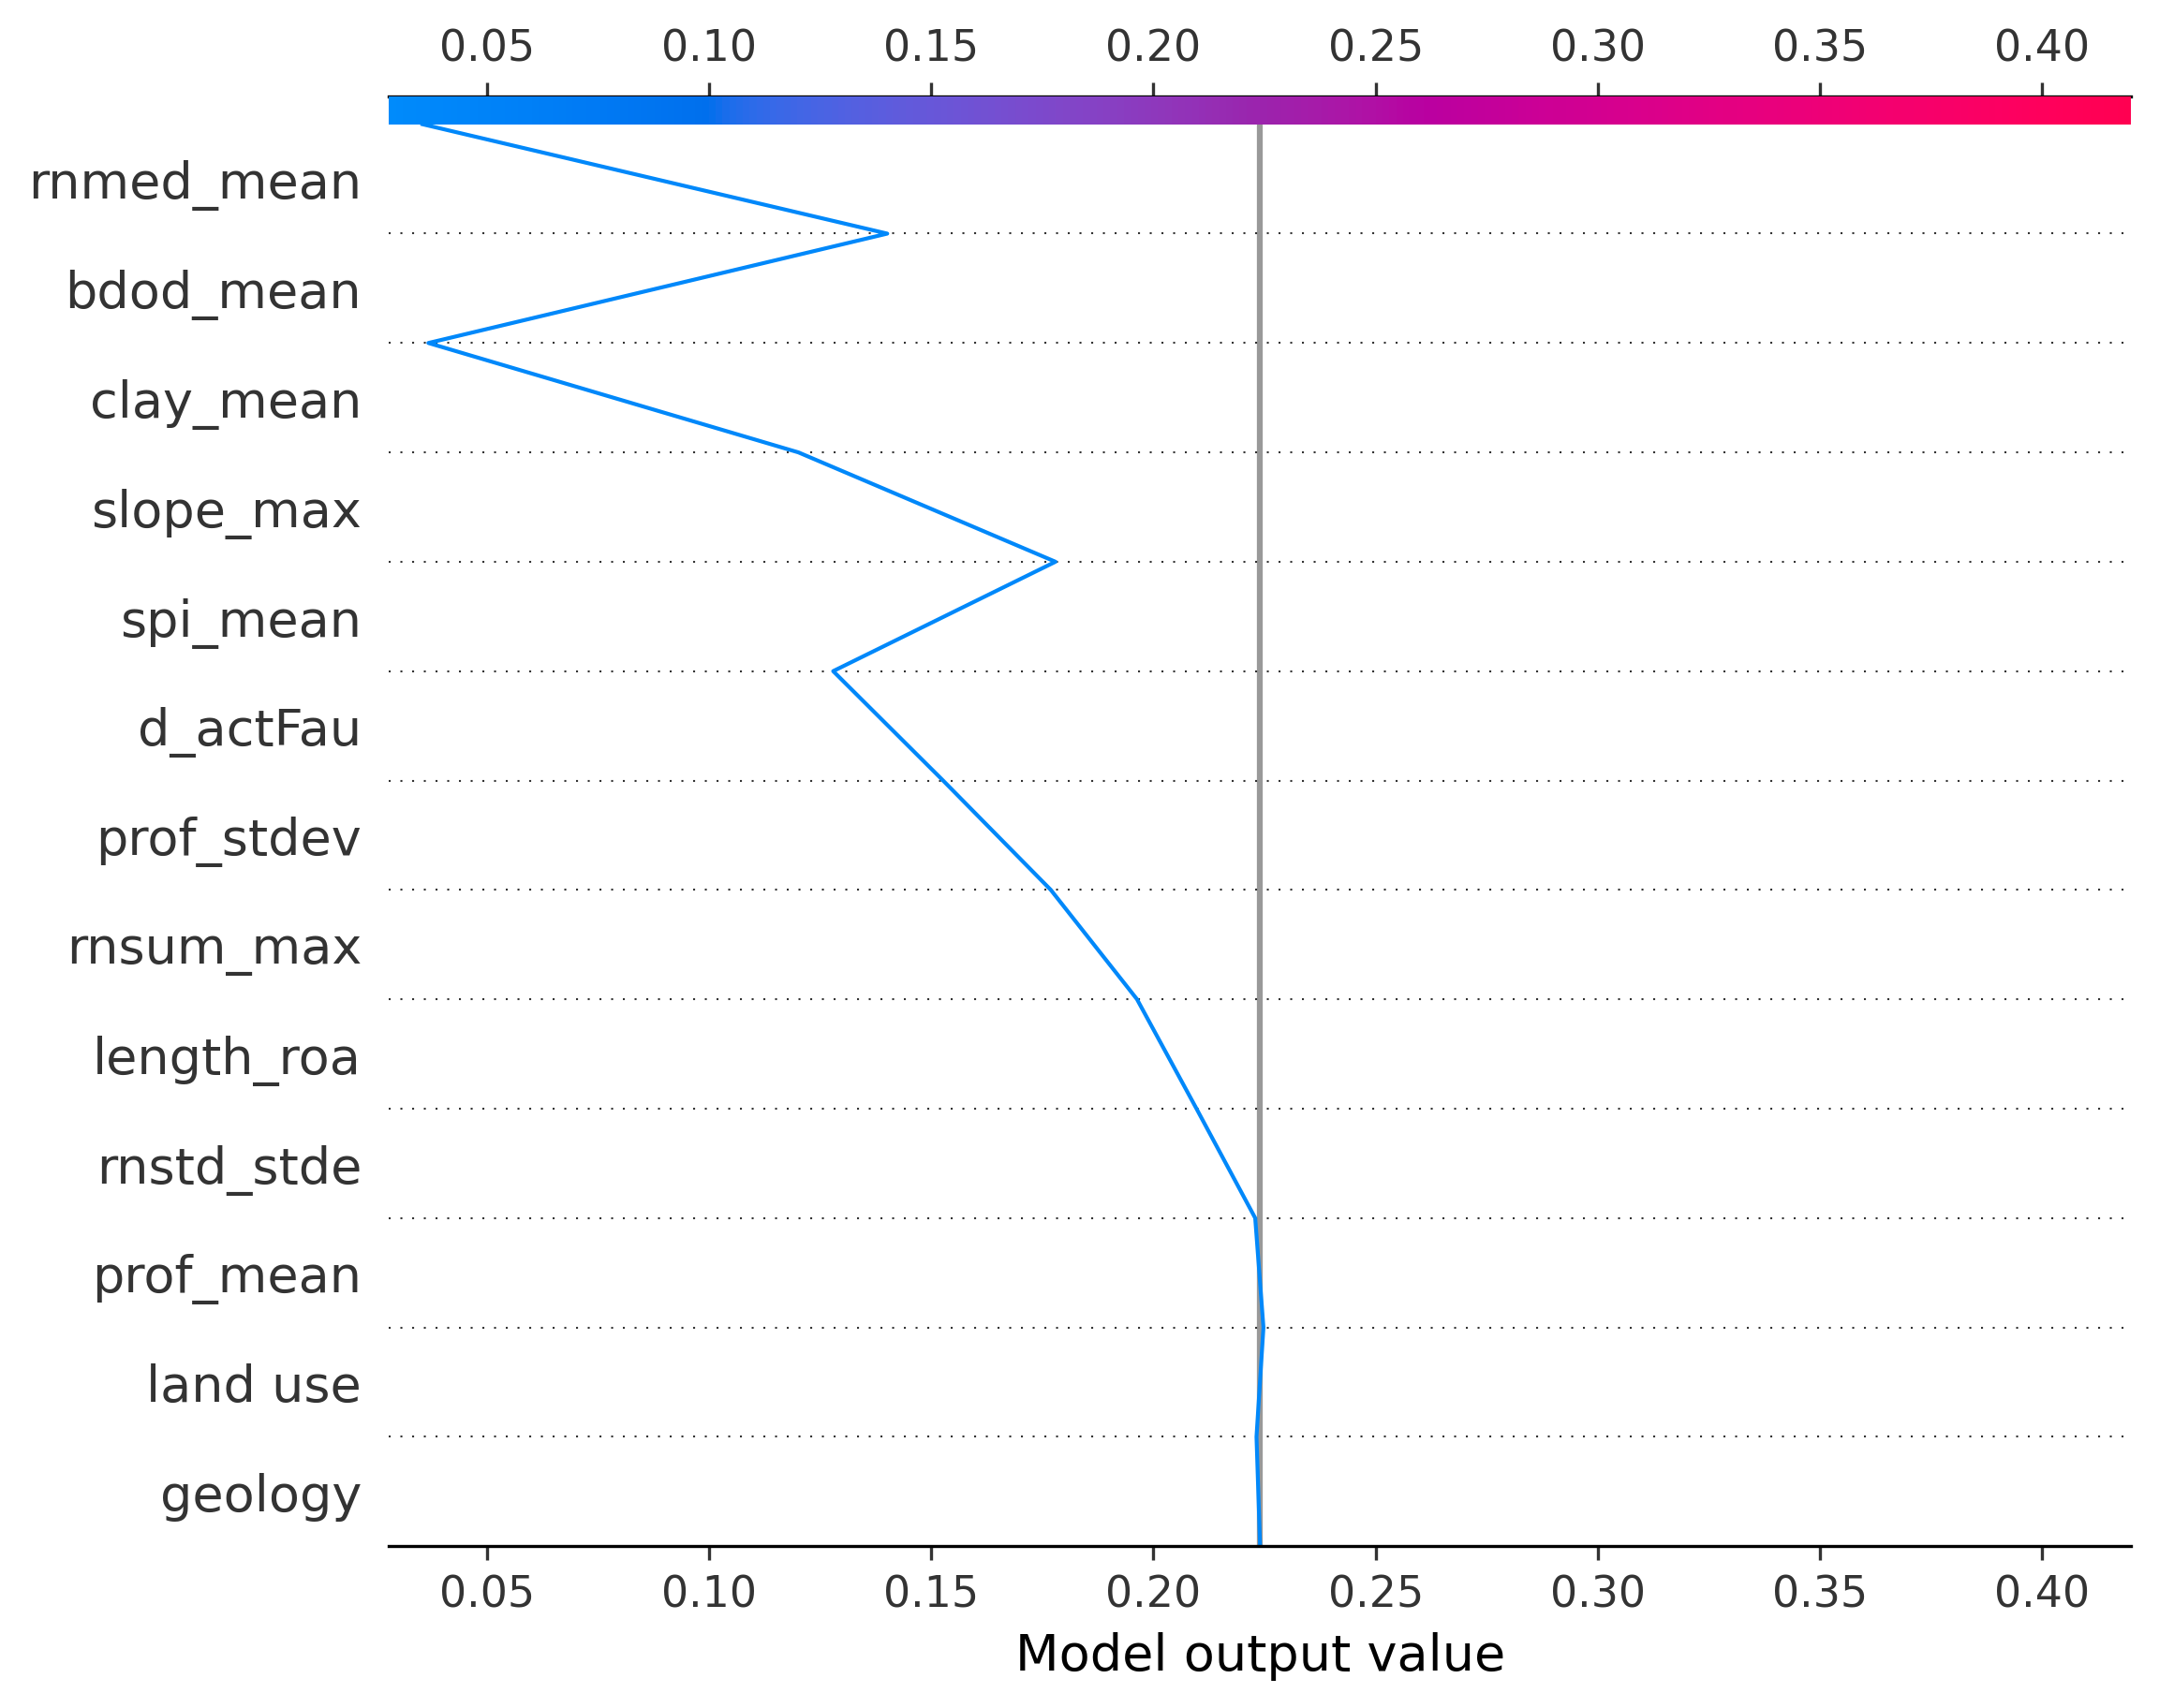 0.05 0.10 0.15 0.20 0.25 0.30 0.35 0.40
rnmed_mean
bdod_mean
clay_mean
slope_max
spi_mean
d_actFau
prof_stdev
rnsum_max
length_roa
rnstd_stde
prof_mean
land use
geology
0.05 0.10 0.15 0.20 0.25 0.30 0.35 0.40
Model output value